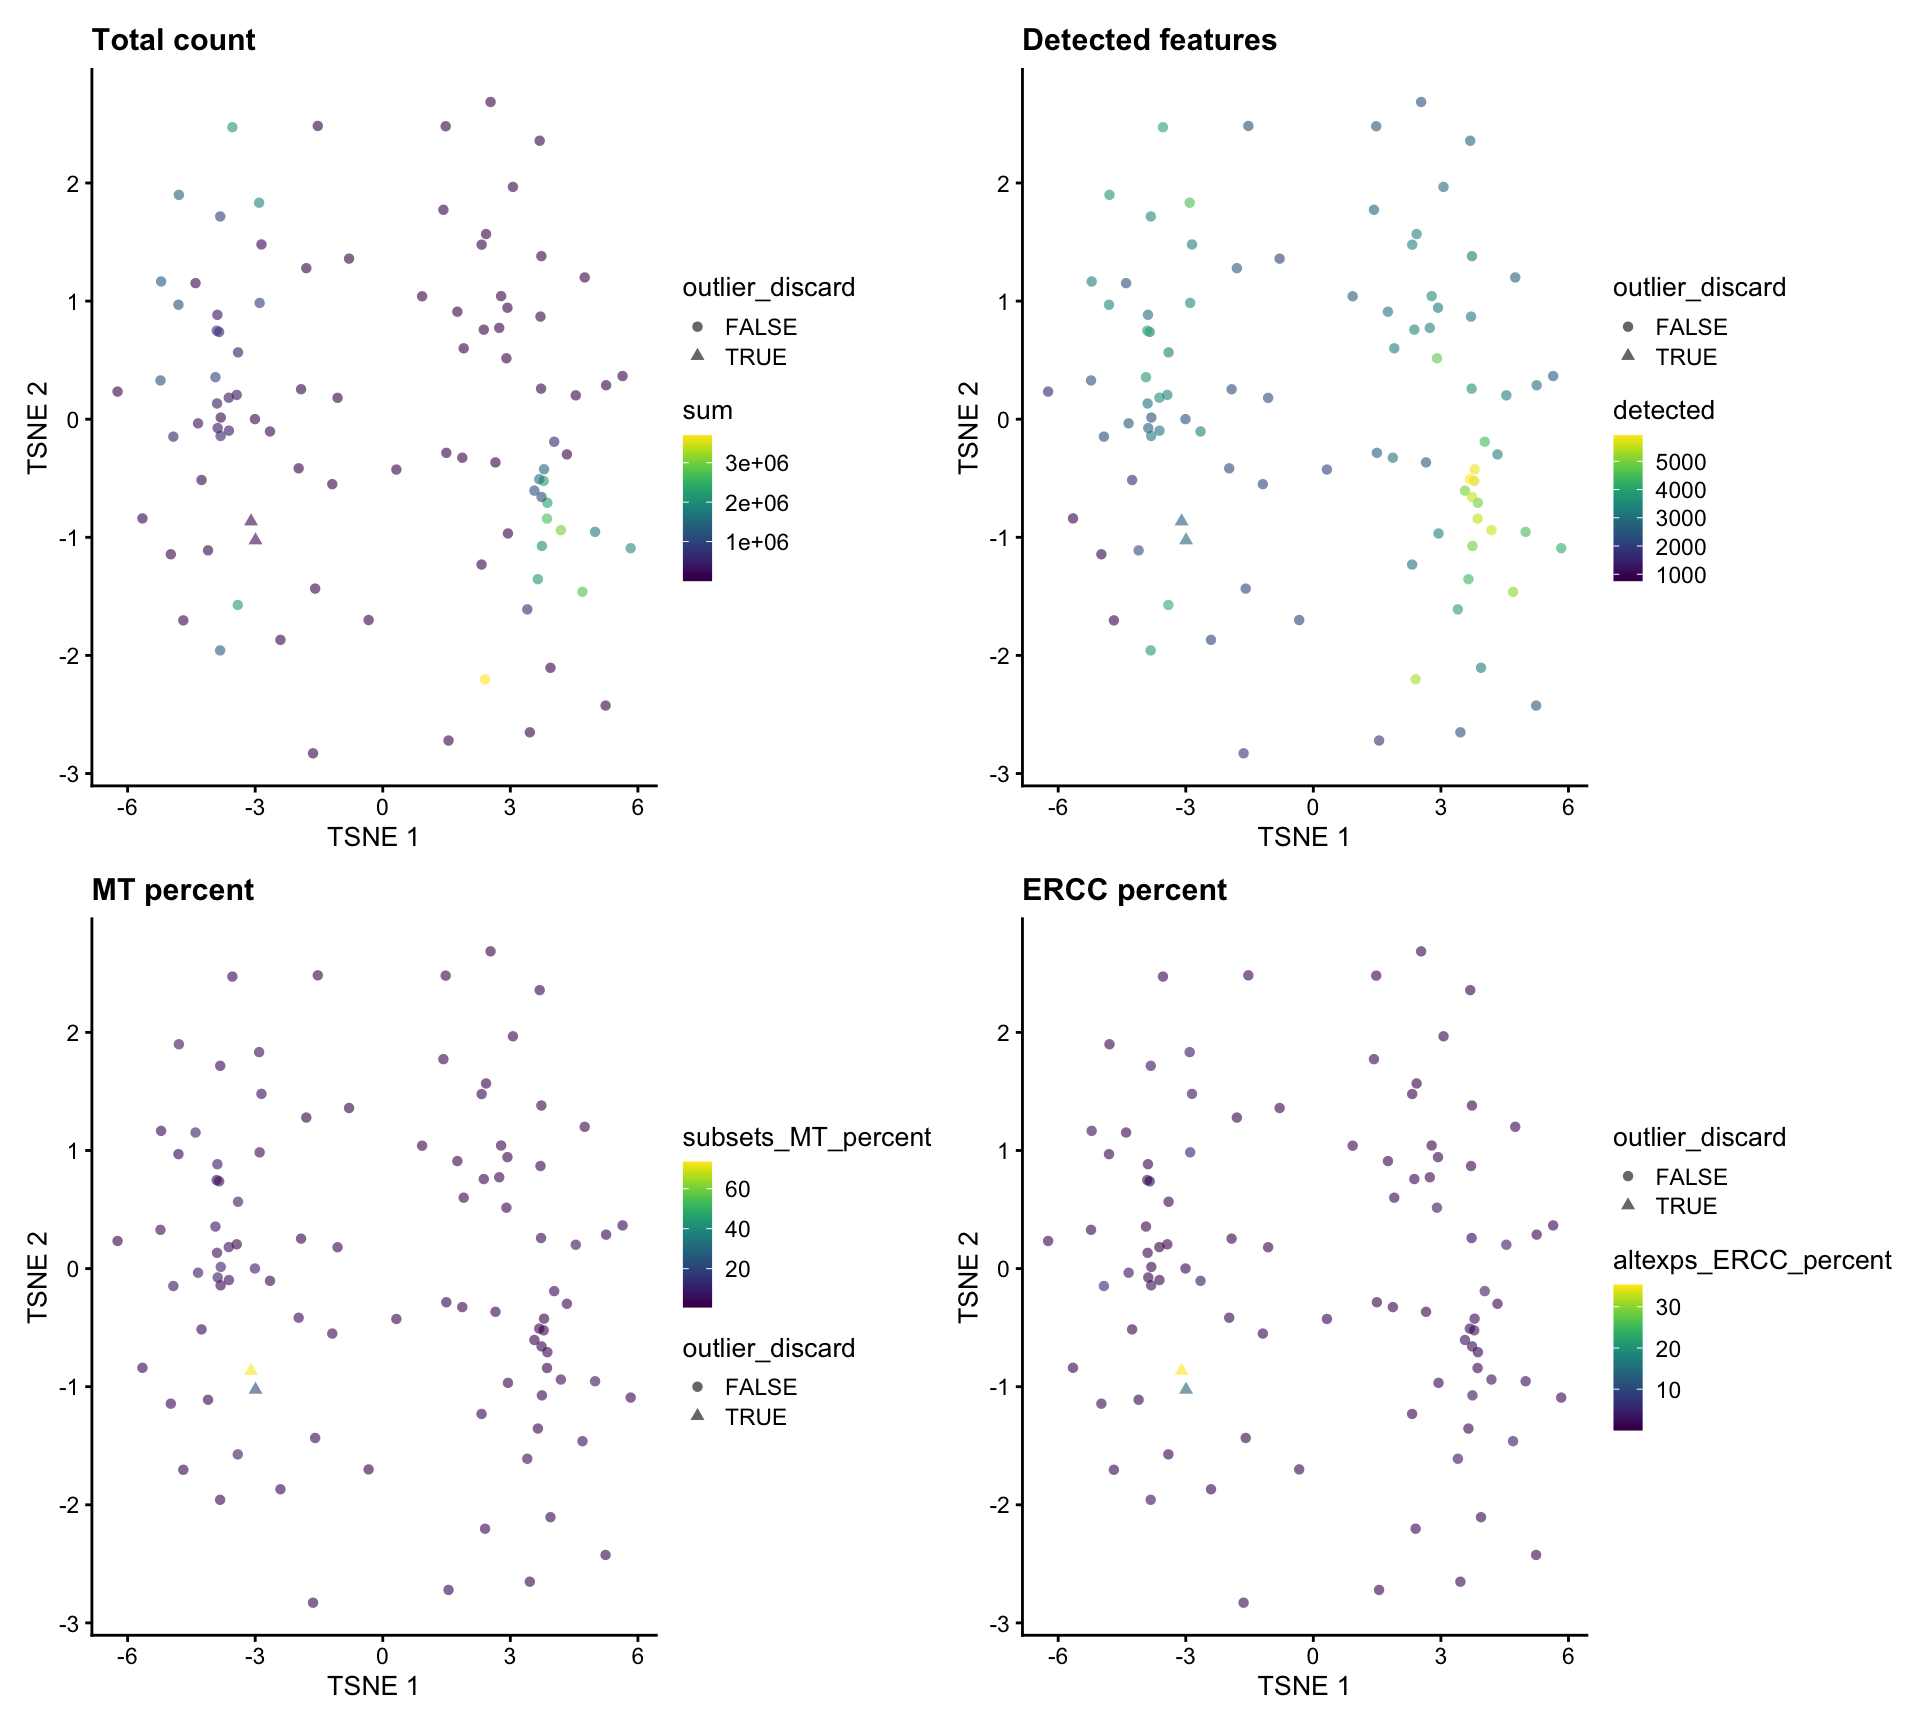 Total count
2
1
0
-1
-2
-3
-6 -3 0 3 6
TSNE 1
TSNE 2
outlier_discard
FALSE
TRUE
sum
3e+06
2e+06
1e+06
Detected features
2
1
0
-1
-2
-3
-6 -3 0 3 6
TSNE 1
TSNE 2
outlier_discard
FALSE
TRUE
detected
5000
4000
3000
2000
1000
MT percent
2
1
0
-1
-2
-3
-6 -3 0 3 6
TSNE 1
TSNE 2
subsets_MT_percent
60
40
20
outlier_discard
FALSE
TRUE
ERCC percent
2
1
0
-1
-2
-3
-6 -3 0 3 6
TSNE 1
TSNE 2
outlier_discard
FALSE
TRUE
altexps_ERCC_percent
30
20
10